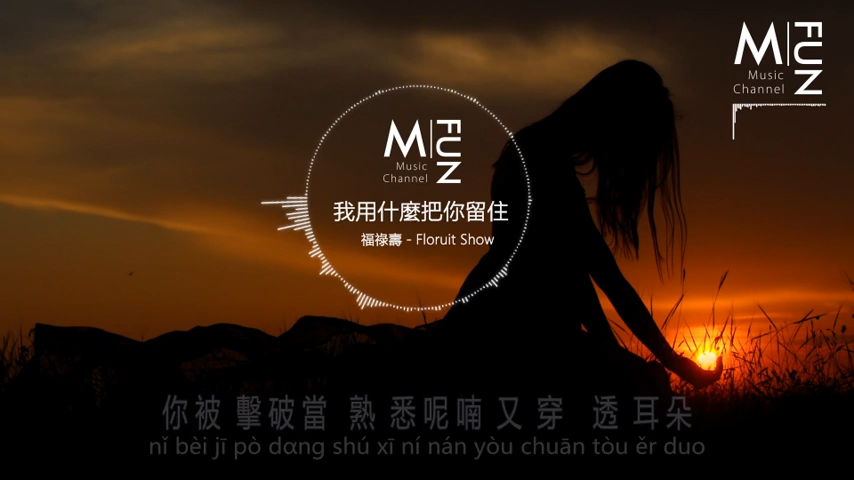 M FUN
Music
Channel
M FUN
Music
Channel
我用什麼把你留住
福祿壽 - Floruit Show
你被 擊破當 熟 悉呢喃 又 穿 透 耳朵
nǐ bèi jī pò dɑng shú xī ní nán yòu chuān tòu ěr duo